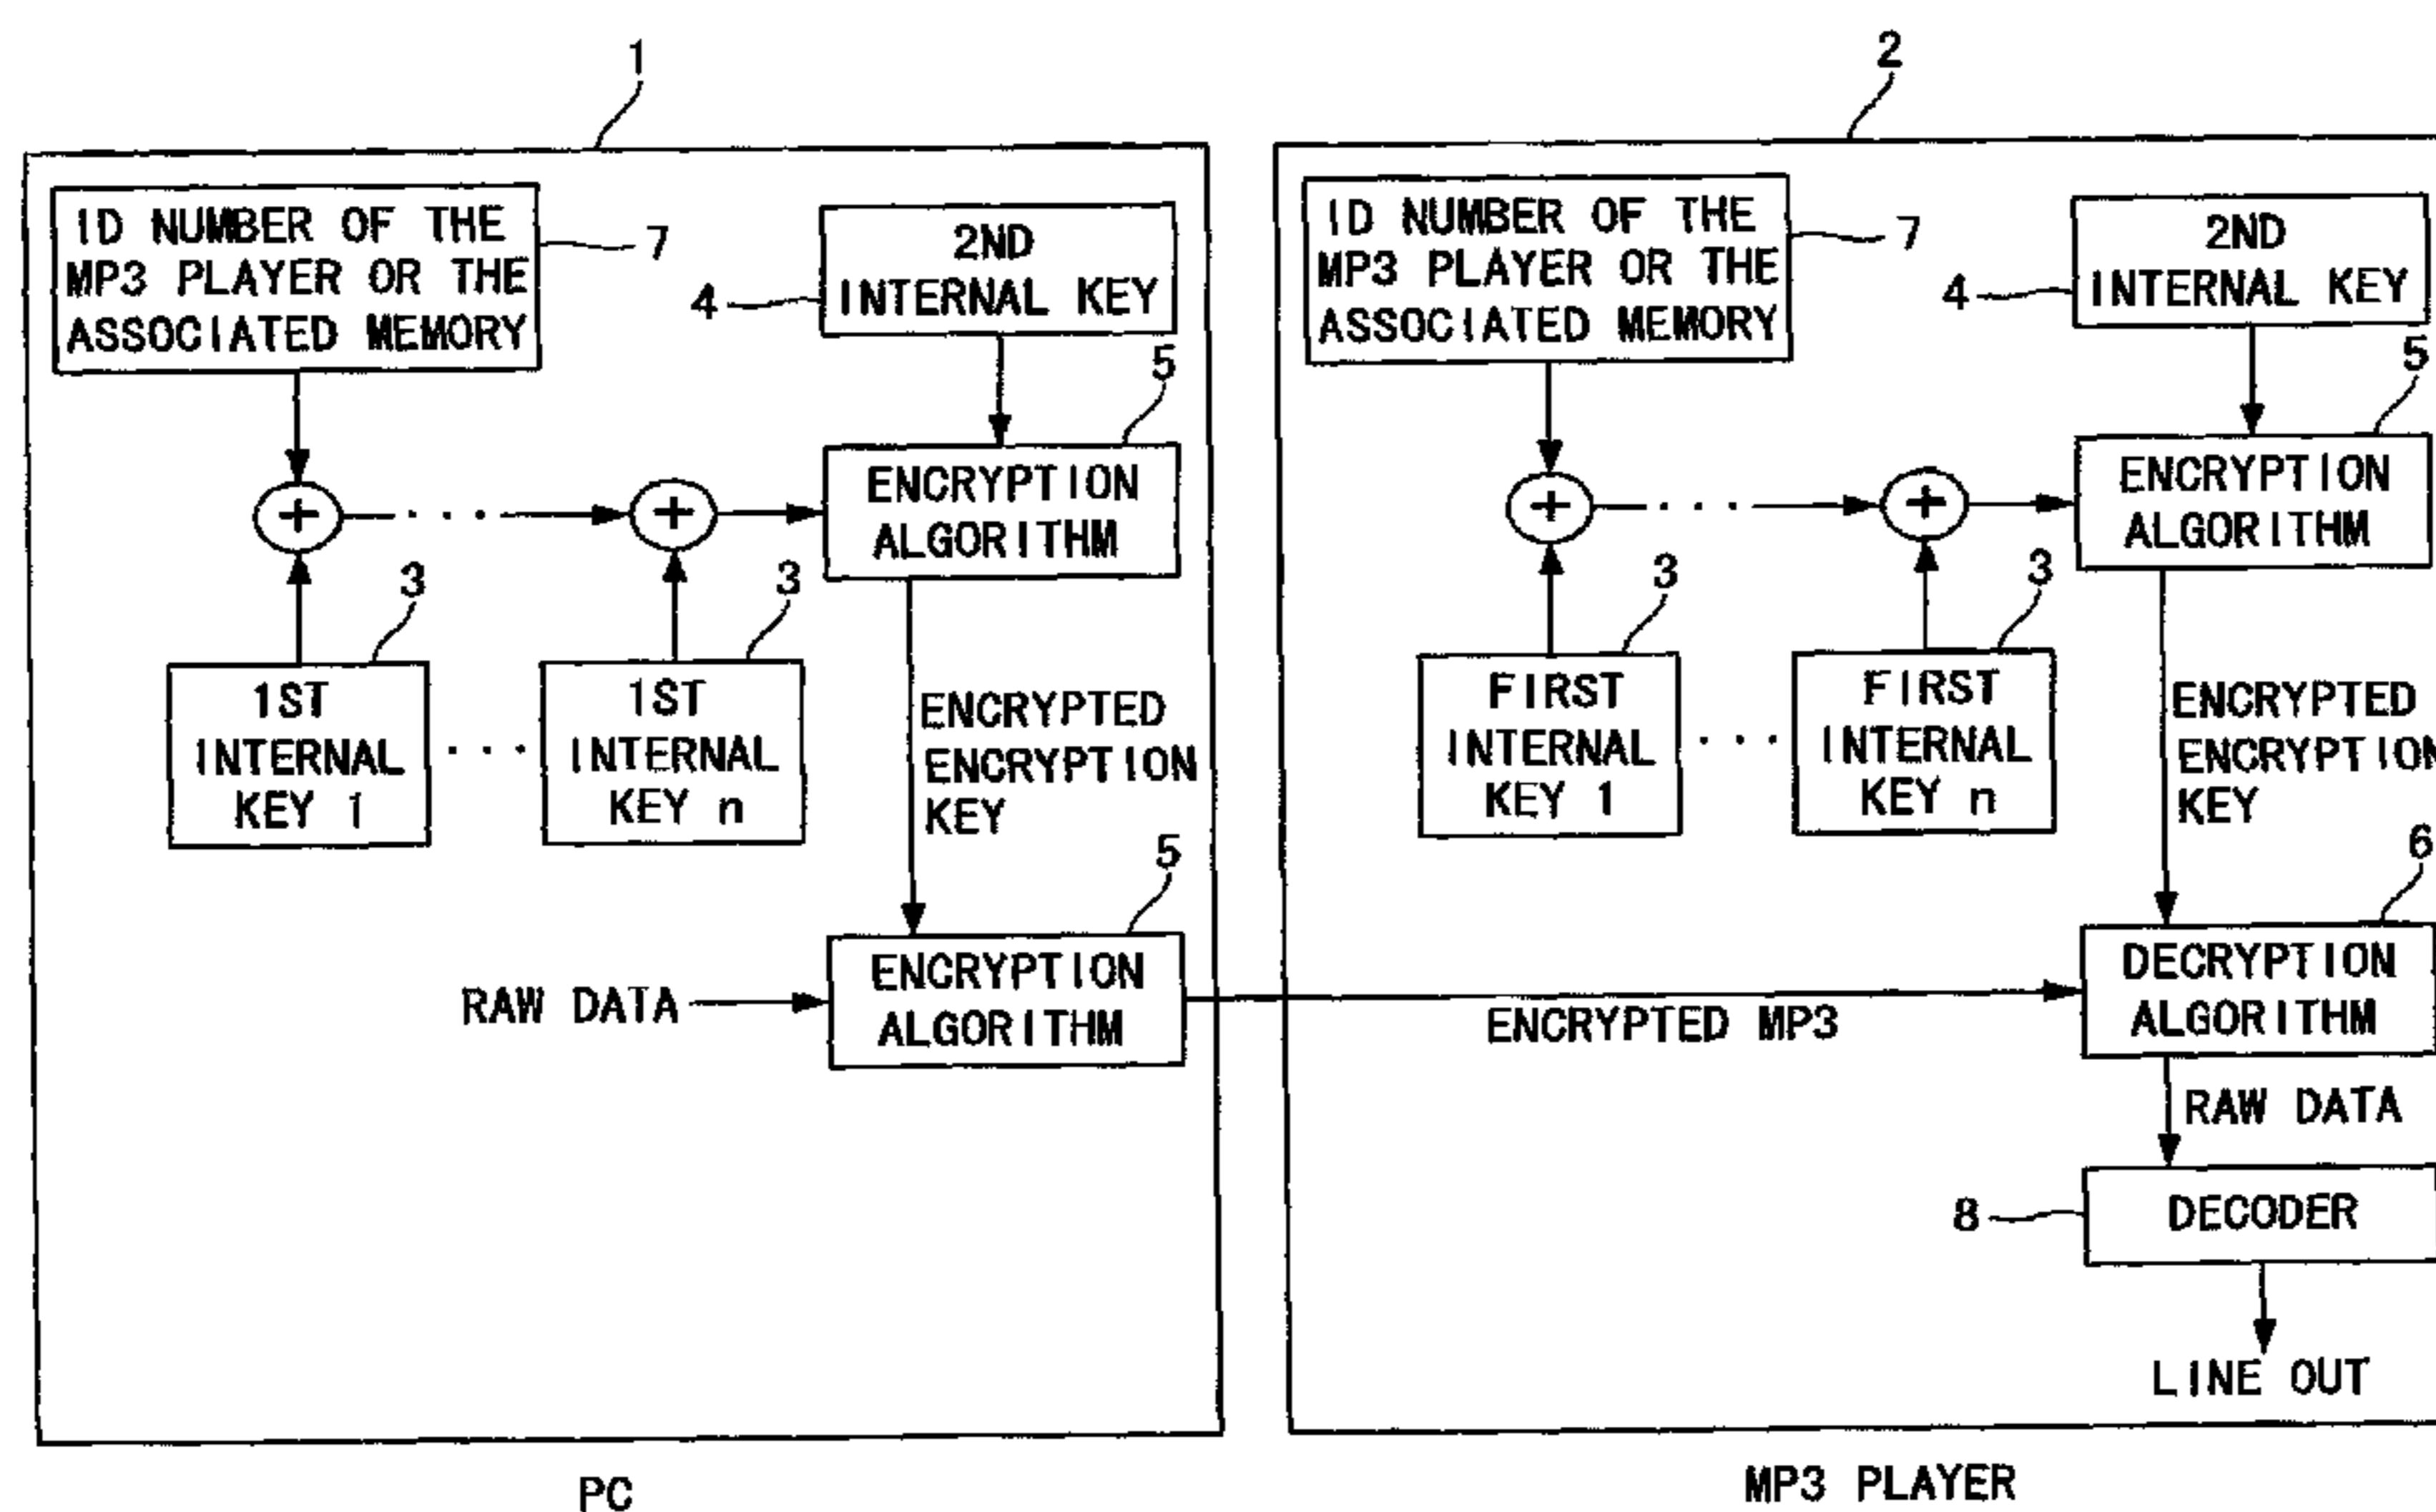 1
2
ID NUMBER OF THE
MP3 PLAYER OR THE
ASSOCIATED MEMORY
7
2ND
INTERNAL KEY
4
5
ENCRYPTION
ALGORITHM
+
· · ·
+
3
3
1ST
INTERNAL
KEY 1
· · ·
1ST
INTERNAL
KEY n
ENCRYPTED
ENCRYPTION
KEY
5
RAW DATA
ENCRYPTION
ALGORITHM
PC
ID NUMBER OF THE
MP3 PLAYER OR THE
ASSOCIATED MEMORY
7
2ND
INTERNAL KEY
4
5
ENCRYPTION
ALGORITHM
+
· · ·
+
3
3
FIRST
INTERNAL
KEY 1
· · ·
FIRST
INTERNAL
KEY n
ENCRYPTED
ENCRYPTION
KEY
6
ENCRYPTED MP3
DECRYPTION
ALGORITHM
RAW DATA
8
DECODER
LINE OUT
MP3 PLAYER